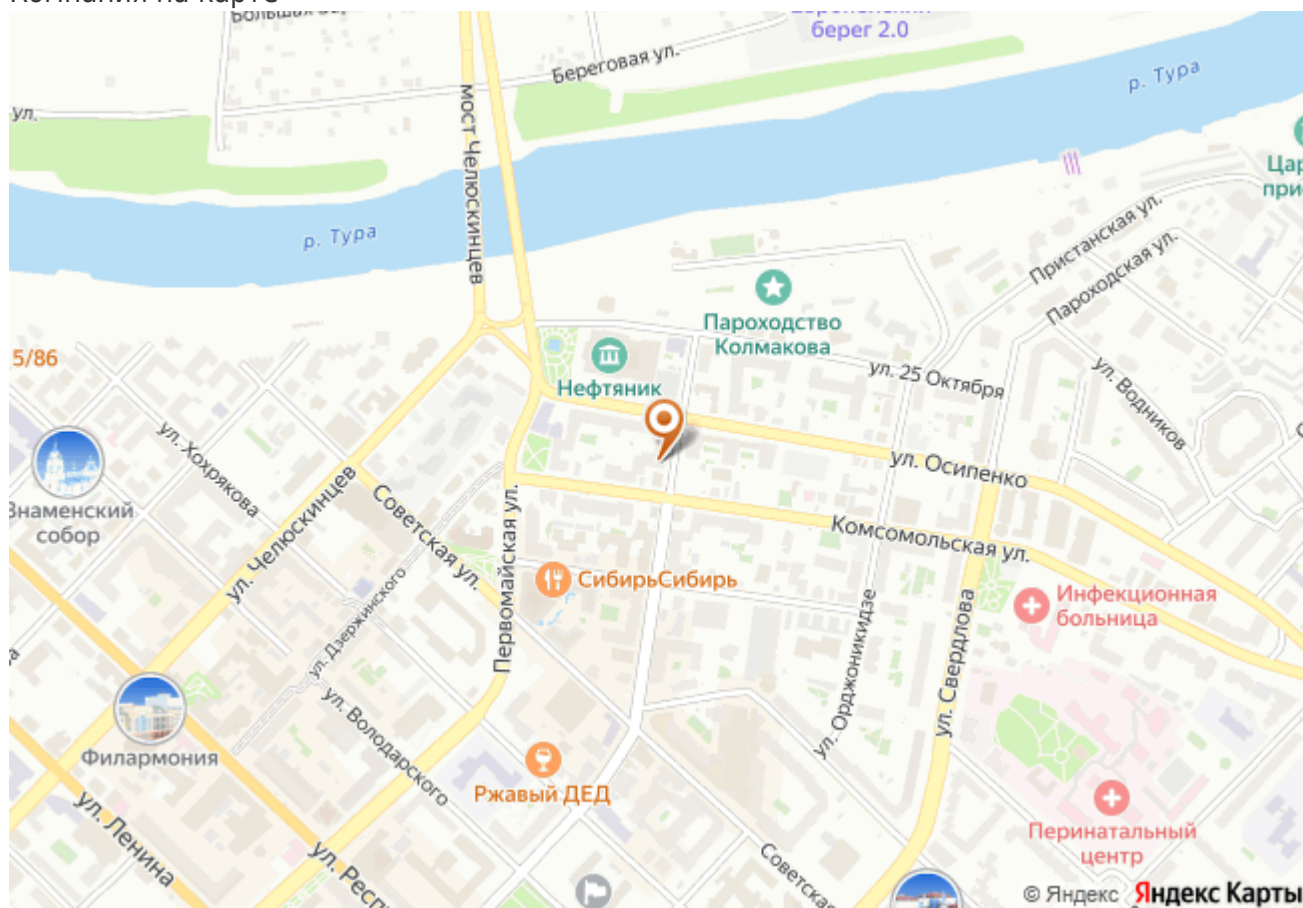 Компания на карте
берег 2.0
Береговая ул.
р. Тура
ул.
мост Челюскинцев
р. Тура
Пристанская ул.
Пароходская ул.
Пароходство
Колмакова
5/86
Нефтяник
ул. 25 Октября
ул. Водников
ул. Хохрякова
ул. Осипенко
Знаменский
собор
ул. Челюскинцев
Советская ул.
Первомайская ул.
Комсомольская ул.
СибирьСибирь
Инфекционная
больница
ул. Дзержинского
ул. Орджоникидзе
ул. Свердлова
ул. Володарского
Филармония
Ржавый ДЕД
ул. Ленина
Перинатальный
центр
© Яндекс Яндекс Карты